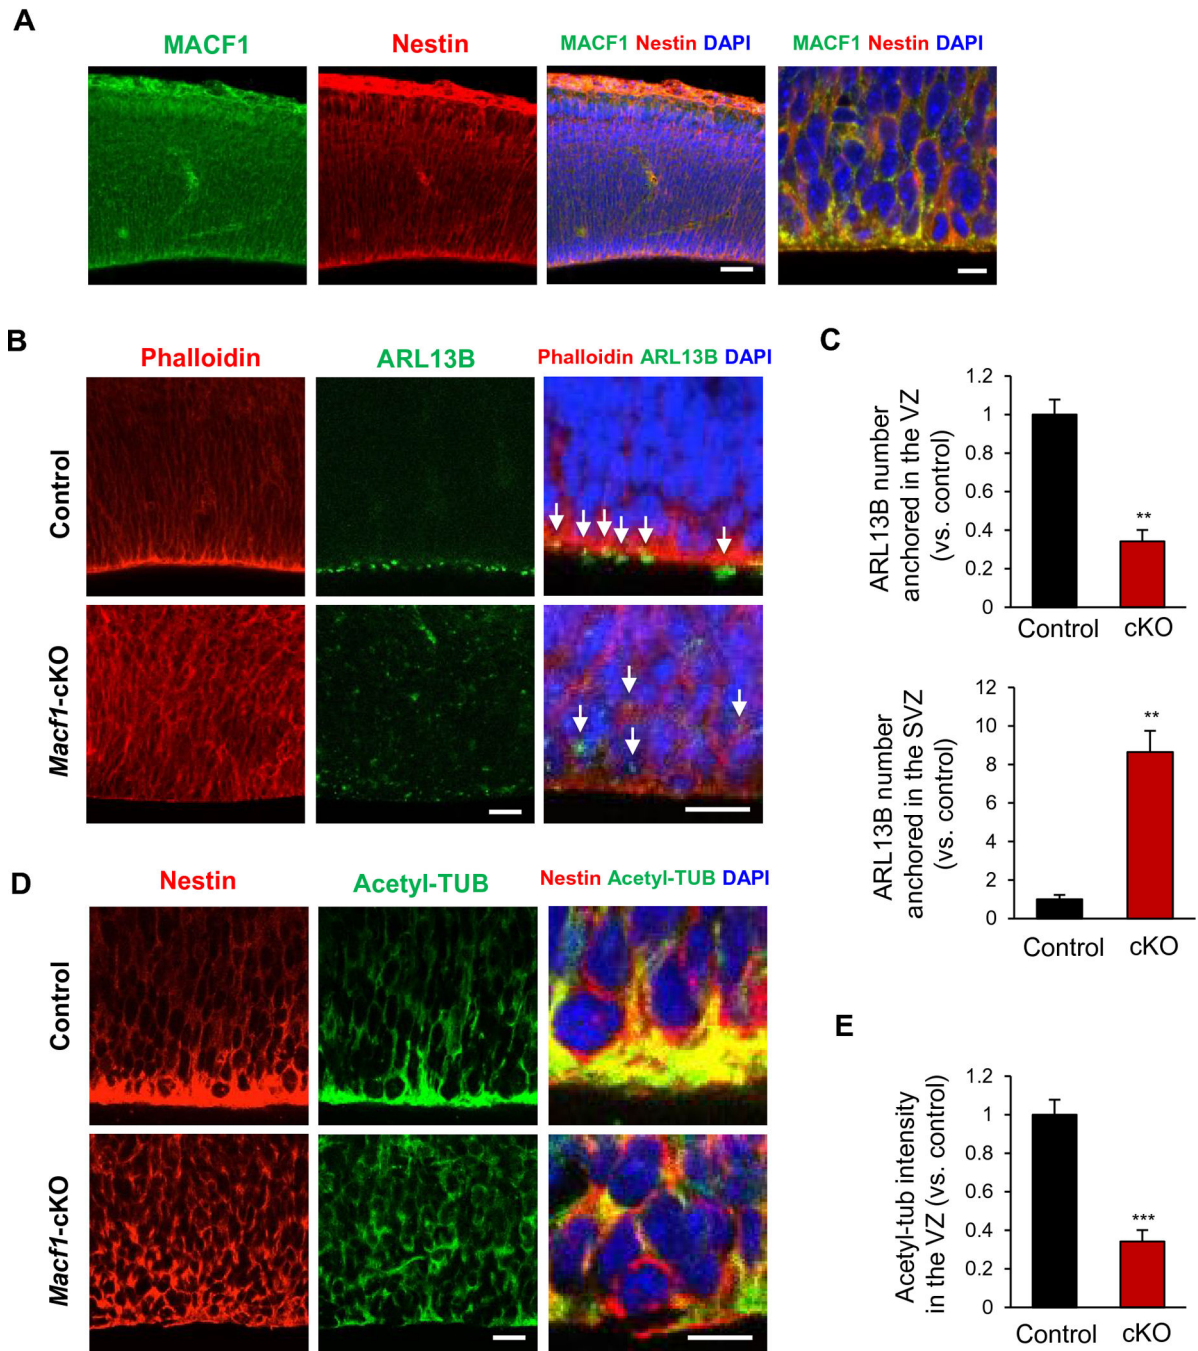 A
MACF1
Nestin
MACF1 Nestin DAPI
MACF1 Nestin DAPI
B
Phalloidin
ARL13B
Phalloidin ARL13B DAPI
Control
Macf1-cKO
C
ARL13B number
anchored in the VZ
(vs. control)
1.2
1
0.8
0.6
0.4
0.2
0
**
Control
cKO
ARL13B number
anchored in the SVZ
(vs. control)
12
10
8
6
4
2
0
**
Control
cKO
D
Nestin
Acetyl-TUB
Nestin Acetyl-TUB DAPI
Control
Macf1-cKO
E
Acetyl-tub intensity
in the VZ (vs. control)
1.2
1
0.8
0.6
0.4
0.2
0
***
Control
cKO